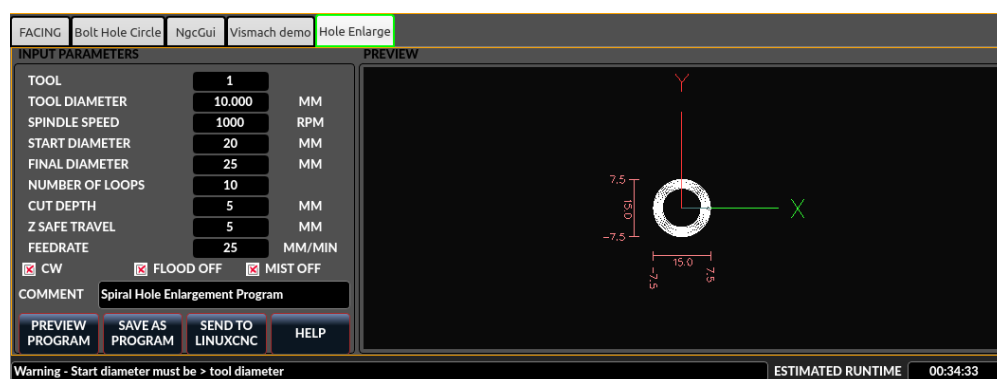 FACING Bolt Hole Circle NgcGui Vismach demo Hole Enlarge
INPUT PARAMETERS
TOOL 1
TOOL DIAMETER 10.000 MM
SPINDLE SPEED 1000 RPM
START DIAMETER 20 MM
FINAL DIAMETER 25 MM
NUMBER OF LOOPS 10
CUT DEPTH 5 MM
Z SAFE TRAVEL 5 MM
FEEDRATE 25 MM/MIN
CW FLOOD OFF MIST OFF
COMMENT Spiral Hole Enlargement Program
PREVIEW PROGRAM
SAVE AS PROGRAM
SEND TO LINUXCNC
HELP
PREVIEW
Y
7.5
15.0
-7.5
X
15.0
-7.5
7.5
Warning - Start diameter must be > tool diameter
ESTIMATED RUNTIME 00:34:33